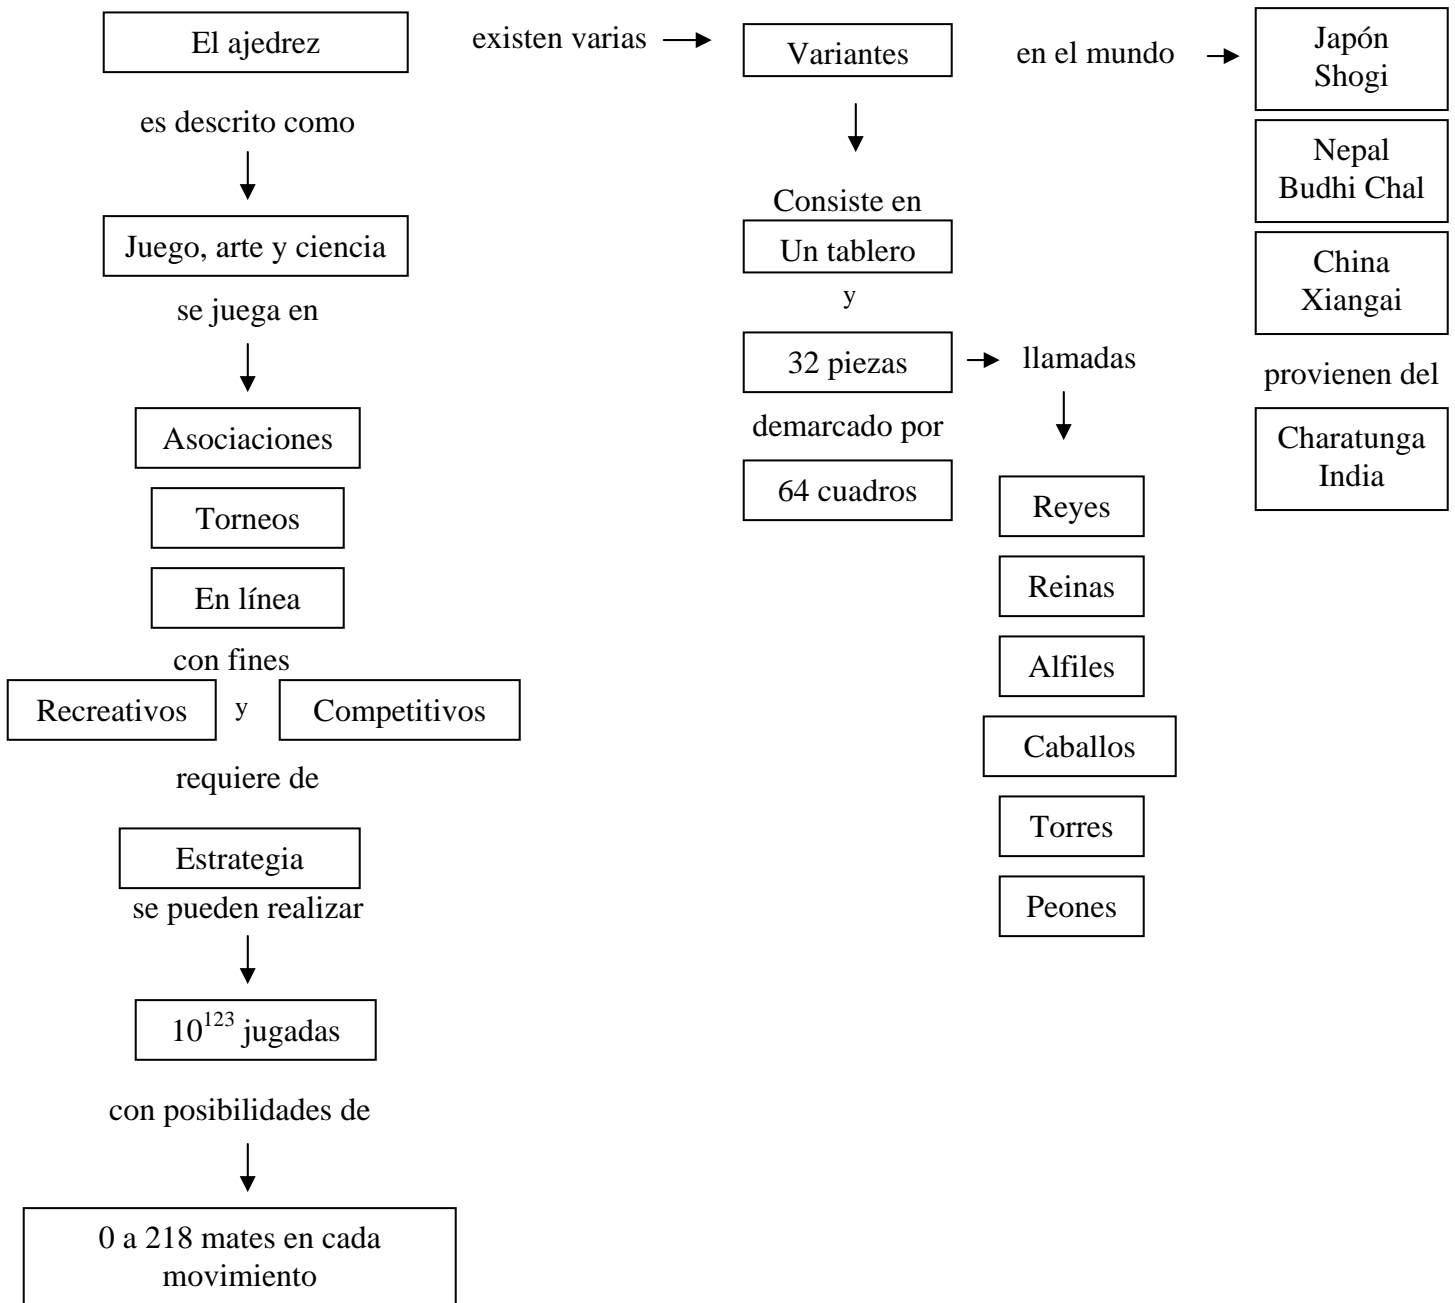 El ajedrez
existen varias
Variantes
en el mundo
Japón
Shogi
es descrito como
Juego, arte y ciencia
se juega en
Asociaciones
Torneos
En línea
con fines
Recreativos y Competitivos
requiere de
Estrategia
se pueden realizar
10^123 jugadas
con posibilidades de
0 a 218 mates en cada
movimiento
Consiste en
Un tablero
y
32 piezas
llamadas
demarcado por
64 cuadros
Reyes
Reinas
Alfiles
Caballos
Torres
Peones
Nepal
Budhi Chal
China
Xiangai
provienen del
Charatunga
India